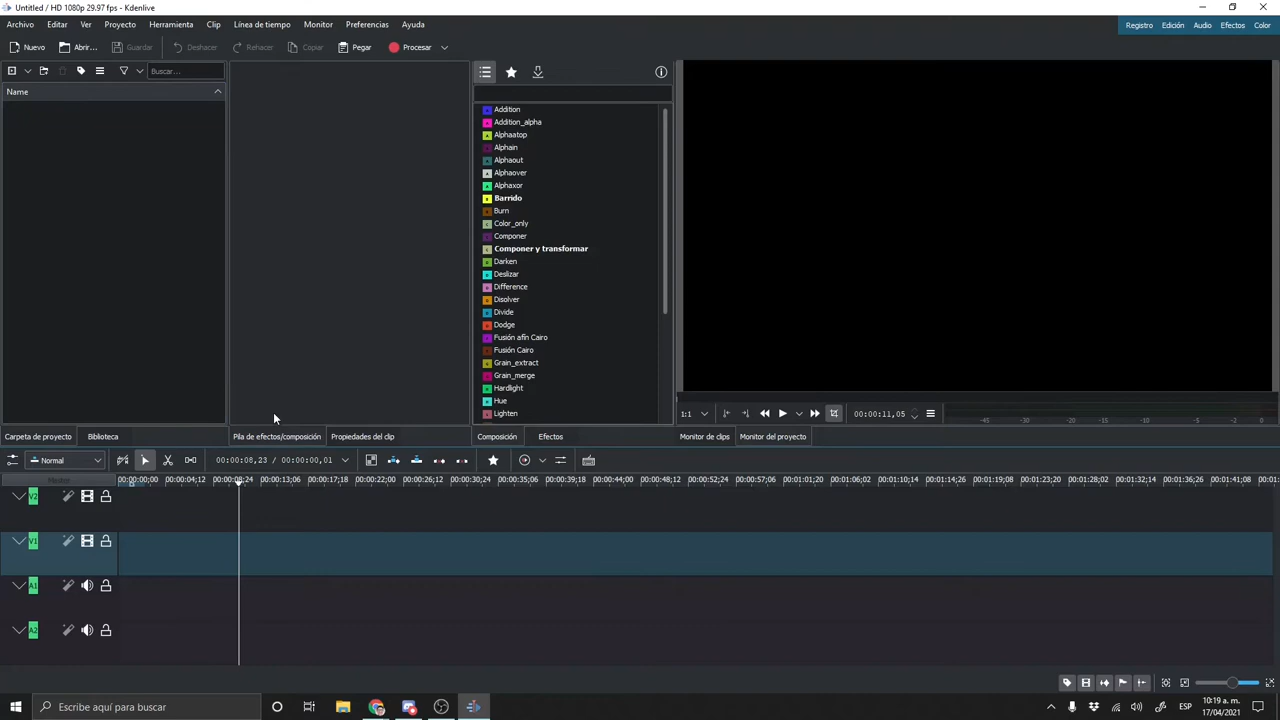 Untitled / HD 1080p 29.97 fps - Kdenlive
Archivo Editar Ver Proyecto Herramienta Clip Línea de tiempo Monitor Preferencias Ayuda
Registro Edición Audio Efectos Color
Nuevo Abrir... Guardar Deshacer Rehacer Copiar Pegar Procesar
Buscar...
Name
Addition
Addition_alpha
Alphaatop
Alphain
Alphaout
Alphaover
Alphaxor
Barrido
Burn
Color_only
Componer
Componer y transformar
Darken
Deslizar
Difference
Disolver
Divide
Dodge
Fusión afín Cairo
Fusión Cairo
Grain_extract
Grain_merge
Hardlight
Hue
Lighten
1:1 00:00:11,05
-45 -30 -20 -15 -10 -5 -2 0
Carpeta de proyecto Biblioteca Pila de efectos/composición Propiedades del clip Composición Efectos Monitor de clips Monitor del proyecto
Normal 00:00:08,23 / 00:00:00,01
Master 00:00:00;00 00:00:04;12 00:00:08;24 00:00:13;06 00:00:17;18 00:00:22;00 00:00:26;12 00:00:30;24 00:00:35;06 00:00:39;18 00:00:44;00 00:00:48;12 00:00:52;24 00:00:57;06 00:01:01;20 00:01:06;02 00:01:10;14 00:01:14;26 00:01:19;08 00:01:23;20 00:01:28;02 00:01:32;14 00:01:36;26 00:01:41;08
V2
V1
A1
A2
Escribe aquí para buscar
ESP
10:19 a. m.
17/04/2021